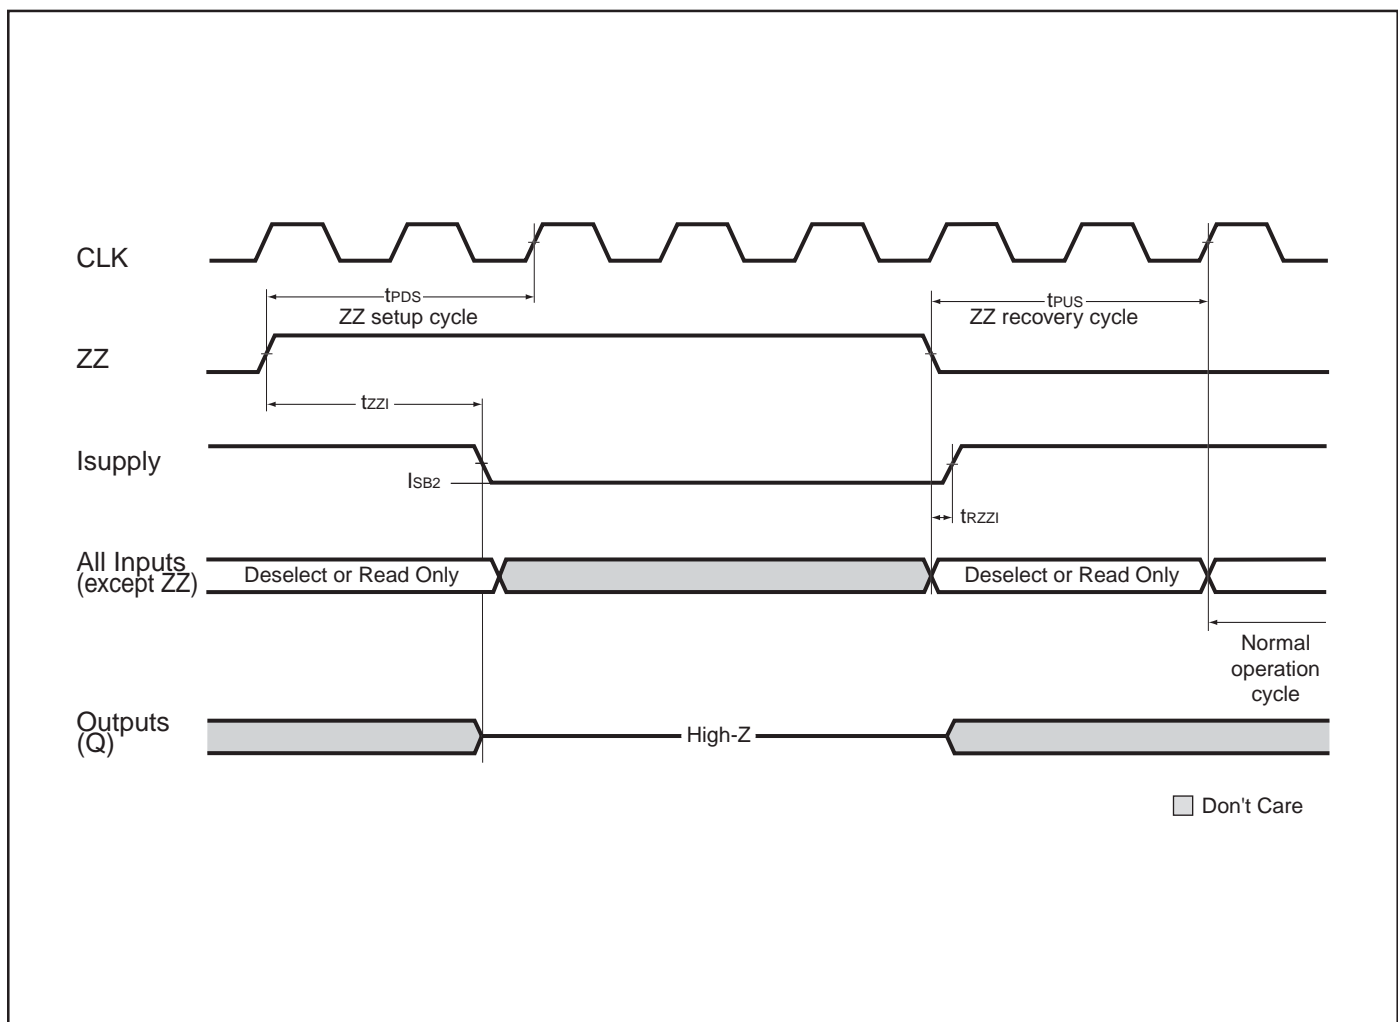 CLK
tPDS
ZZ setup cycle
tPUS
ZZ recovery cycle
ZZ
tZZI
Isupply
ISB2
tRZZI
All Inputs
(except ZZ)
Deselect or Read Only
Deselect or Read Only
Normal
operation
cycle
Outputs
(Q)
High-Z
Don't Care